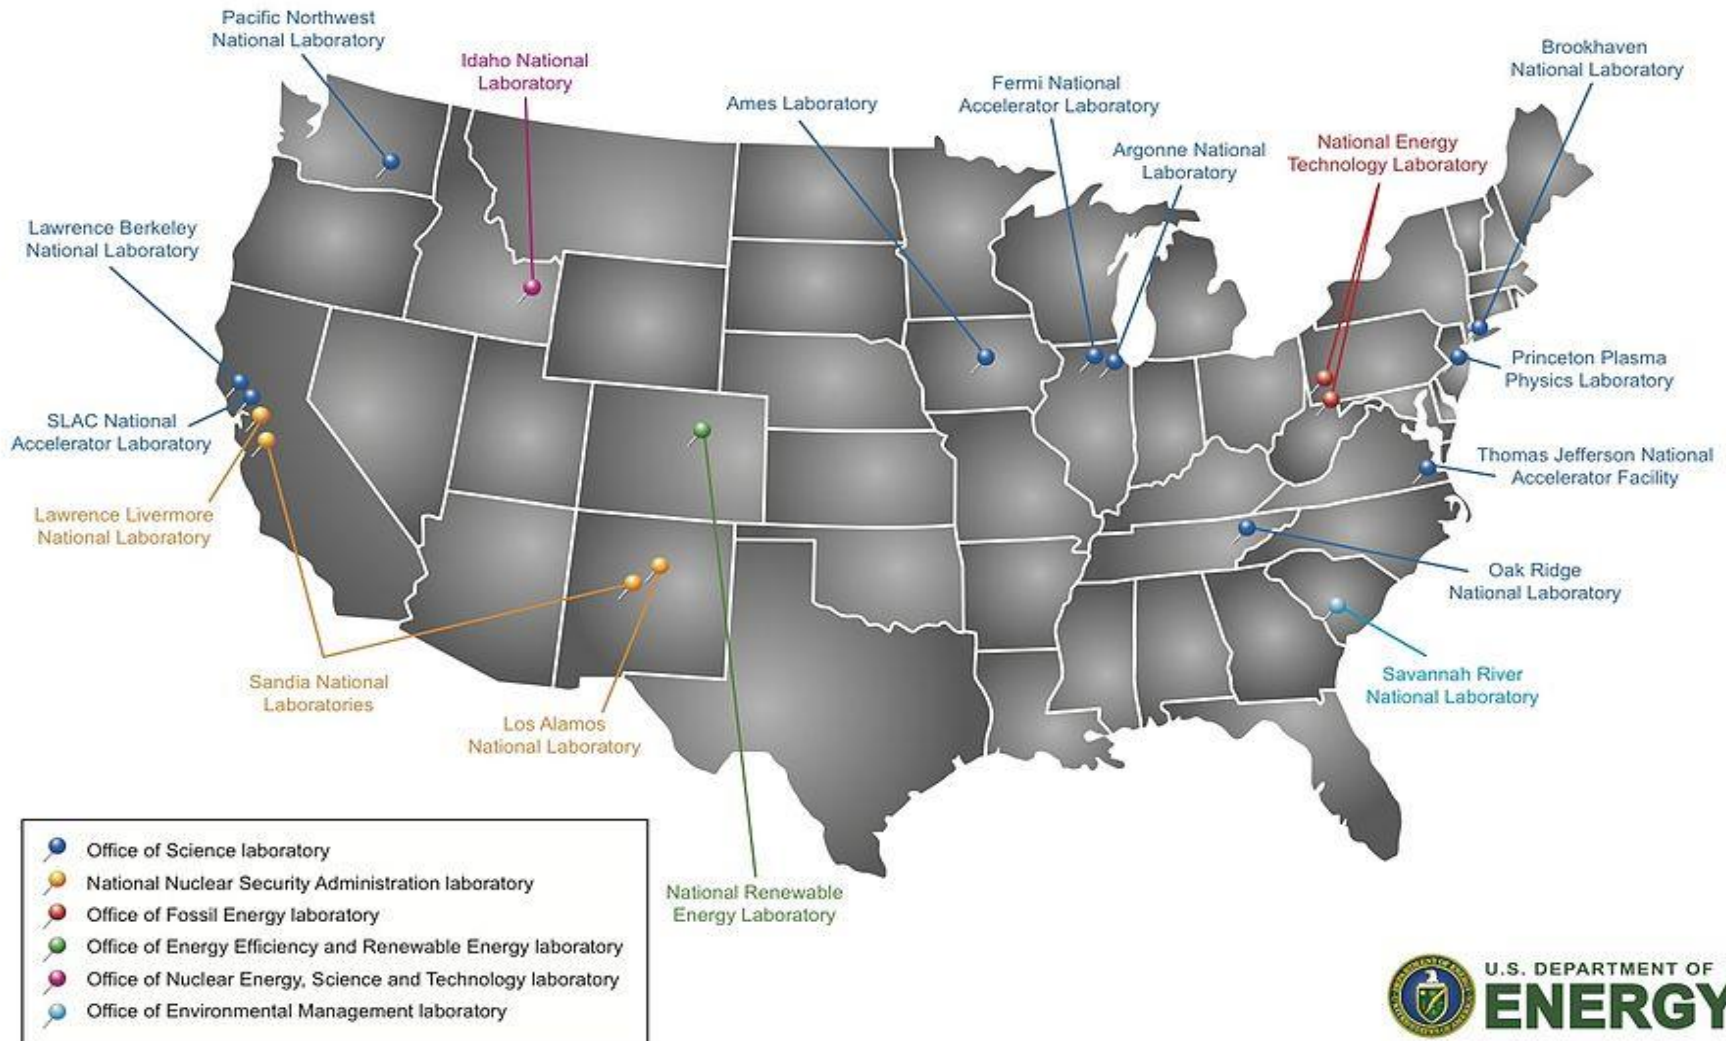 Pacific Northwest
National Laboratory
Idaho National
Laboratory
Ames Laboratory
Fermi National
Accelerator Laboratory
Argonne National
Laboratory
National Energy
Technology Laboratory
Brookhaven
National Laboratory
Lawrence Berkeley
National Laboratory
SLAC National
Accelerator Laboratory
Lawrence Livermore
National Laboratory
Sandia National
Laboratories
Los Alamos
National Laboratory
National Renewable
Energy Laboratory
Princeton Plasma
Physics Laboratory
Thomas Jefferson National
Accelerator Facility
Oak Ridge
National Laboratory
Savannah River
National Laboratory
Office of Science laboratory
National Nuclear Security Administration laboratory
Office of Fossil Energy laboratory
Office of Energy Efficiency and Renewable Energy laboratory
Office of Nuclear Energy, Science and Technology laboratory
Office of Environmental Management laboratory
U.S. DEPARTMENT OF
ENERGY